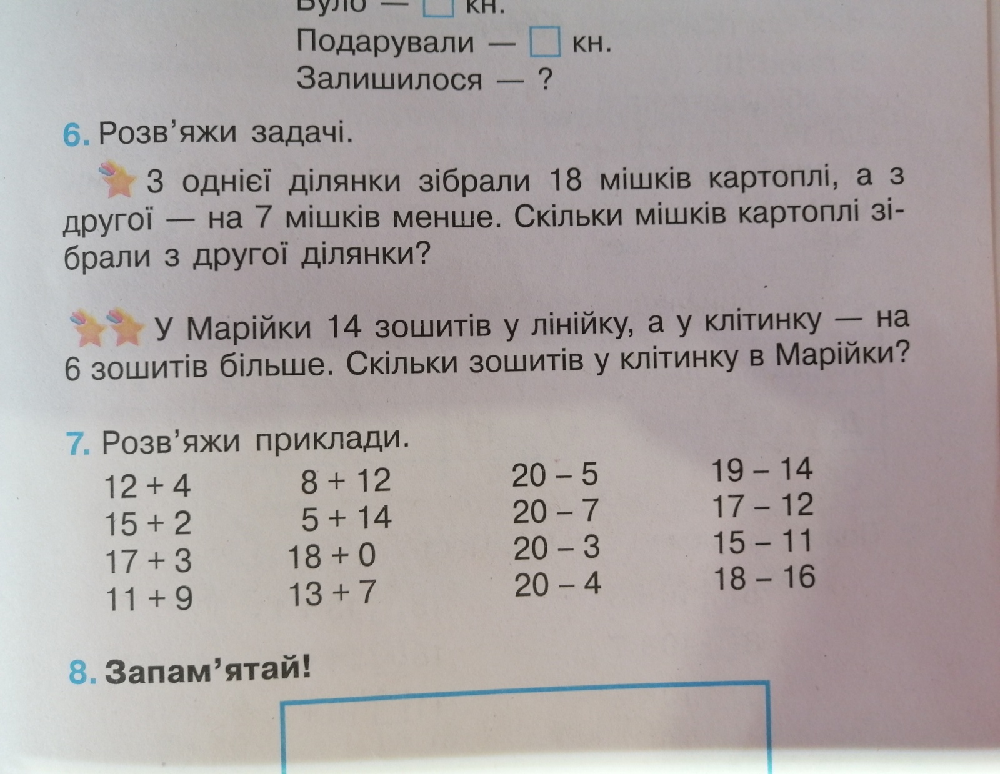 Було — кн.
Подарували — кн.
Залишилося — ?
6. Розв’яжи задачі.
З однієї ділянки зібрали 18 мішків картоплі, а з
другої — на 7 мішків менше. Скільки мішків картоплі зі-
брали з другої ділянки?
У Марійки 14 зошитів у лінійку, а у клітинку — на
6 зошитів більше. Скільки зошитів у клітинку в Марійки?
7. Розв’яжи приклади.
12 + 4 8 + 12 20 – 5 19 – 14
15 + 2 5 + 14 20 – 7 17 – 12
17 + 3 18 + 0 20 – 3 15 – 11
11 + 9 13 + 7 20 – 4 18 – 16
8. Запам’ятай!